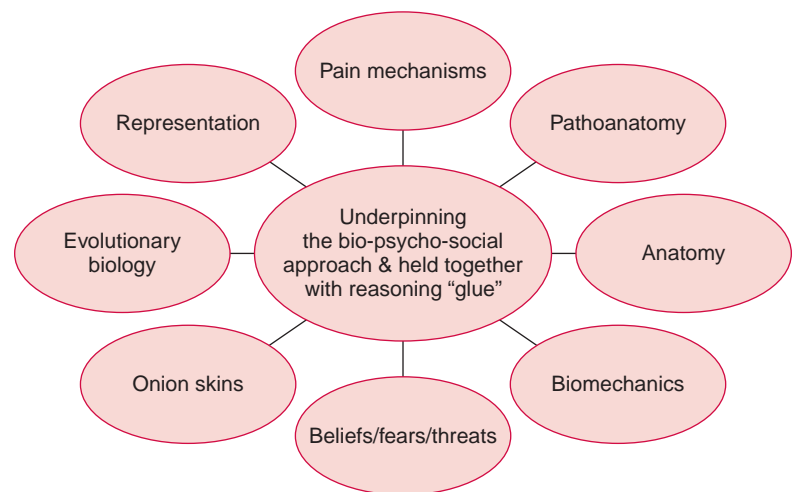 Pain mechanisms
Representation
Pathoanatomy
Underpinning
the bio-psycho-social
approach & held together
with reasoning “glue”
Evolutionary
biology
Anatomy
Onion skins
Biomechanics
Beliefs/fears/threats